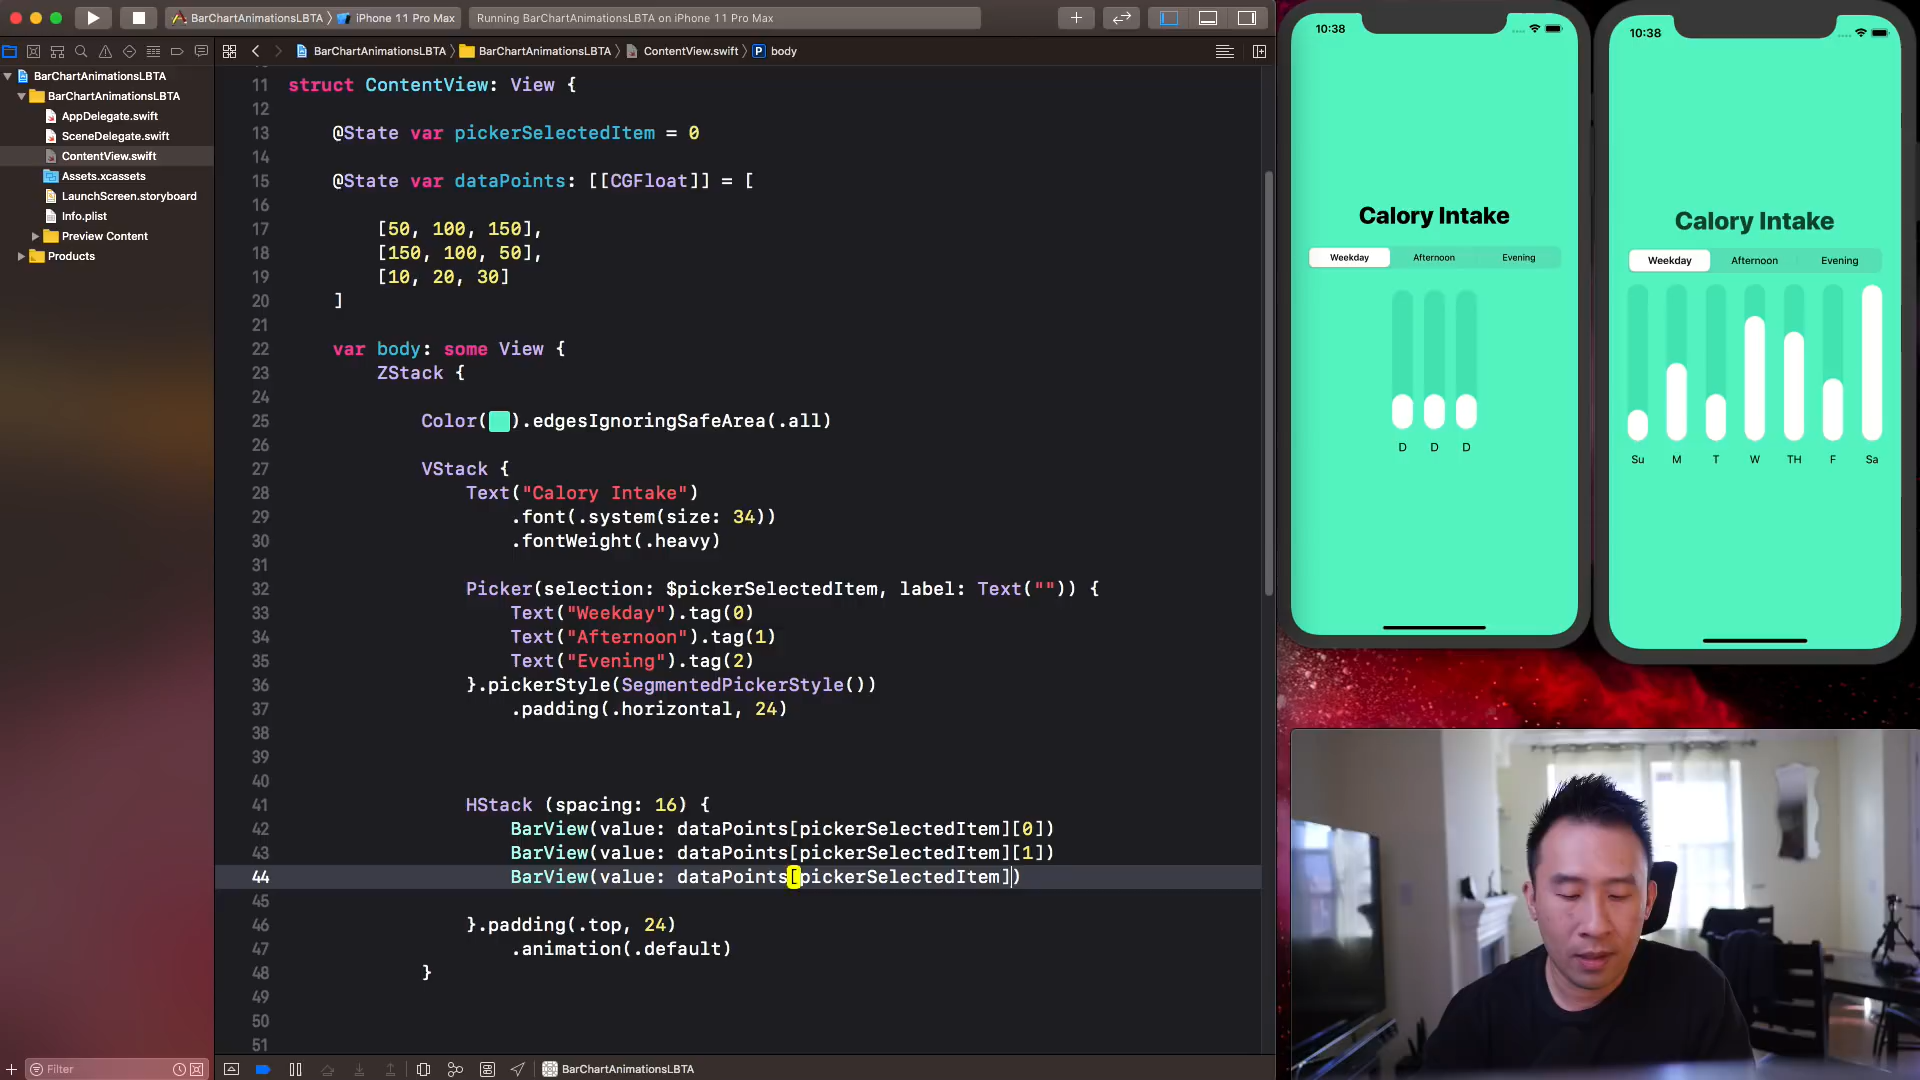 BarChartAnimationsLBTA
iPhone 11 Pro Max
Running BarChartAnimationsLBTA on iPhone 11 Pro Max
BarChartAnimationsLBTA
BarChartAnimationsLBTA
ContentView.swift
P
body
BarChartAnimationsLBTA
BarChartAnimationsLBTA
AppDelegate.swift
SceneDelegate.swift
ContentView.swift
Assets.xcassets
LaunchScreen.storyboard
Info.plist
Preview Content
Products
Filter
11 struct ContentView: View {
12
13 @State var pickerSelectedItem = 0
14
15 @State var dataPoints: [[CGFloat]] = [
16
17 [50, 100, 150],
18 [150, 100, 50],
19 [10, 20, 30]
20 ]
21
22 var body: some View {
23 ZStack {
24
25 Color( ).edgesIgnoringSafeArea(.all)
26
27 VStack {
28 Text("Calory Intake")
29 .font(.system(size: 34))
30 .fontWeight(.heavy)
31
32 Picker(selection: $pickerSelectedItem, label: Text("")) {
33 Text("Weekday").tag(0)
34 Text("Afternoon").tag(1)
35 Text("Evening").tag(2)
36 }.pickerStyle(SegmentedPickerStyle())
37 .padding(.horizontal, 24)
38
39
40
41 HStack (spacing: 16) {
42 BarView(value: dataPoints[pickerSelectedItem][0])
43 BarView(value: dataPoints[pickerSelectedItem][1])
44 BarView(value: dataPoints[pickerSelectedItem])
45
46 }.padding(.top, 24)
47 .animation(.default)
48 }
49
50
51
BarChartAnimationsLBTA
10:38
Calory Intake
Weekday Afternoon Evening
D D D
10:38
Calory Intake
Weekday Afternoon Evening
Su M T W TH F Sa